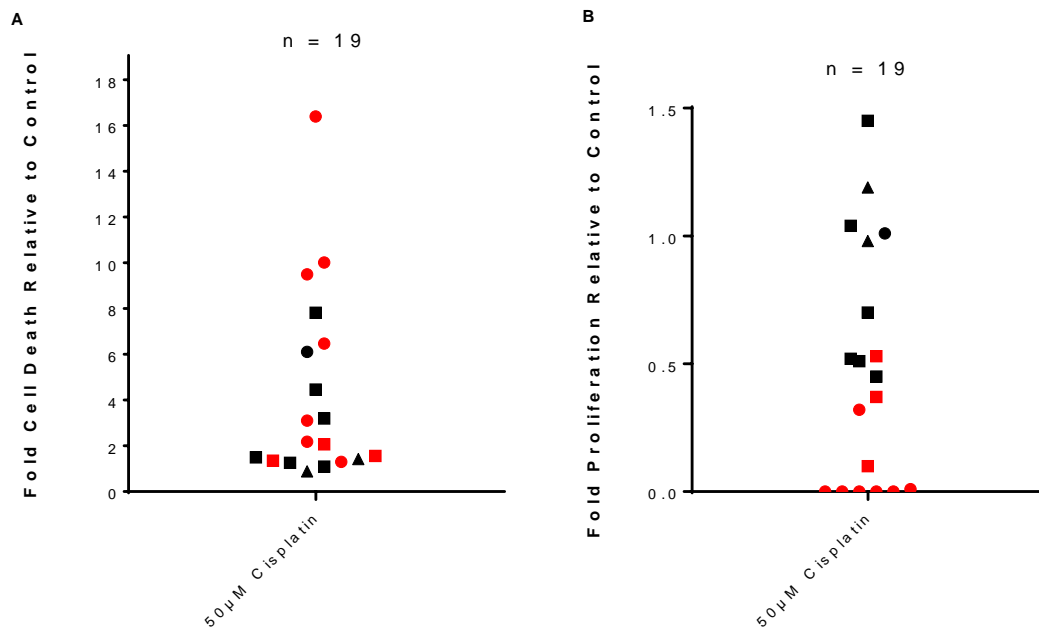 A
n = 19
Fold Cell Death Relative to Control
18
16
14
12
10
8
6
4
2
0
50µM Cisplatin
B
n = 19
Fold Proliferation Relative to Control
1.5
1.0
0.5
0.0
50µM Cisplatin